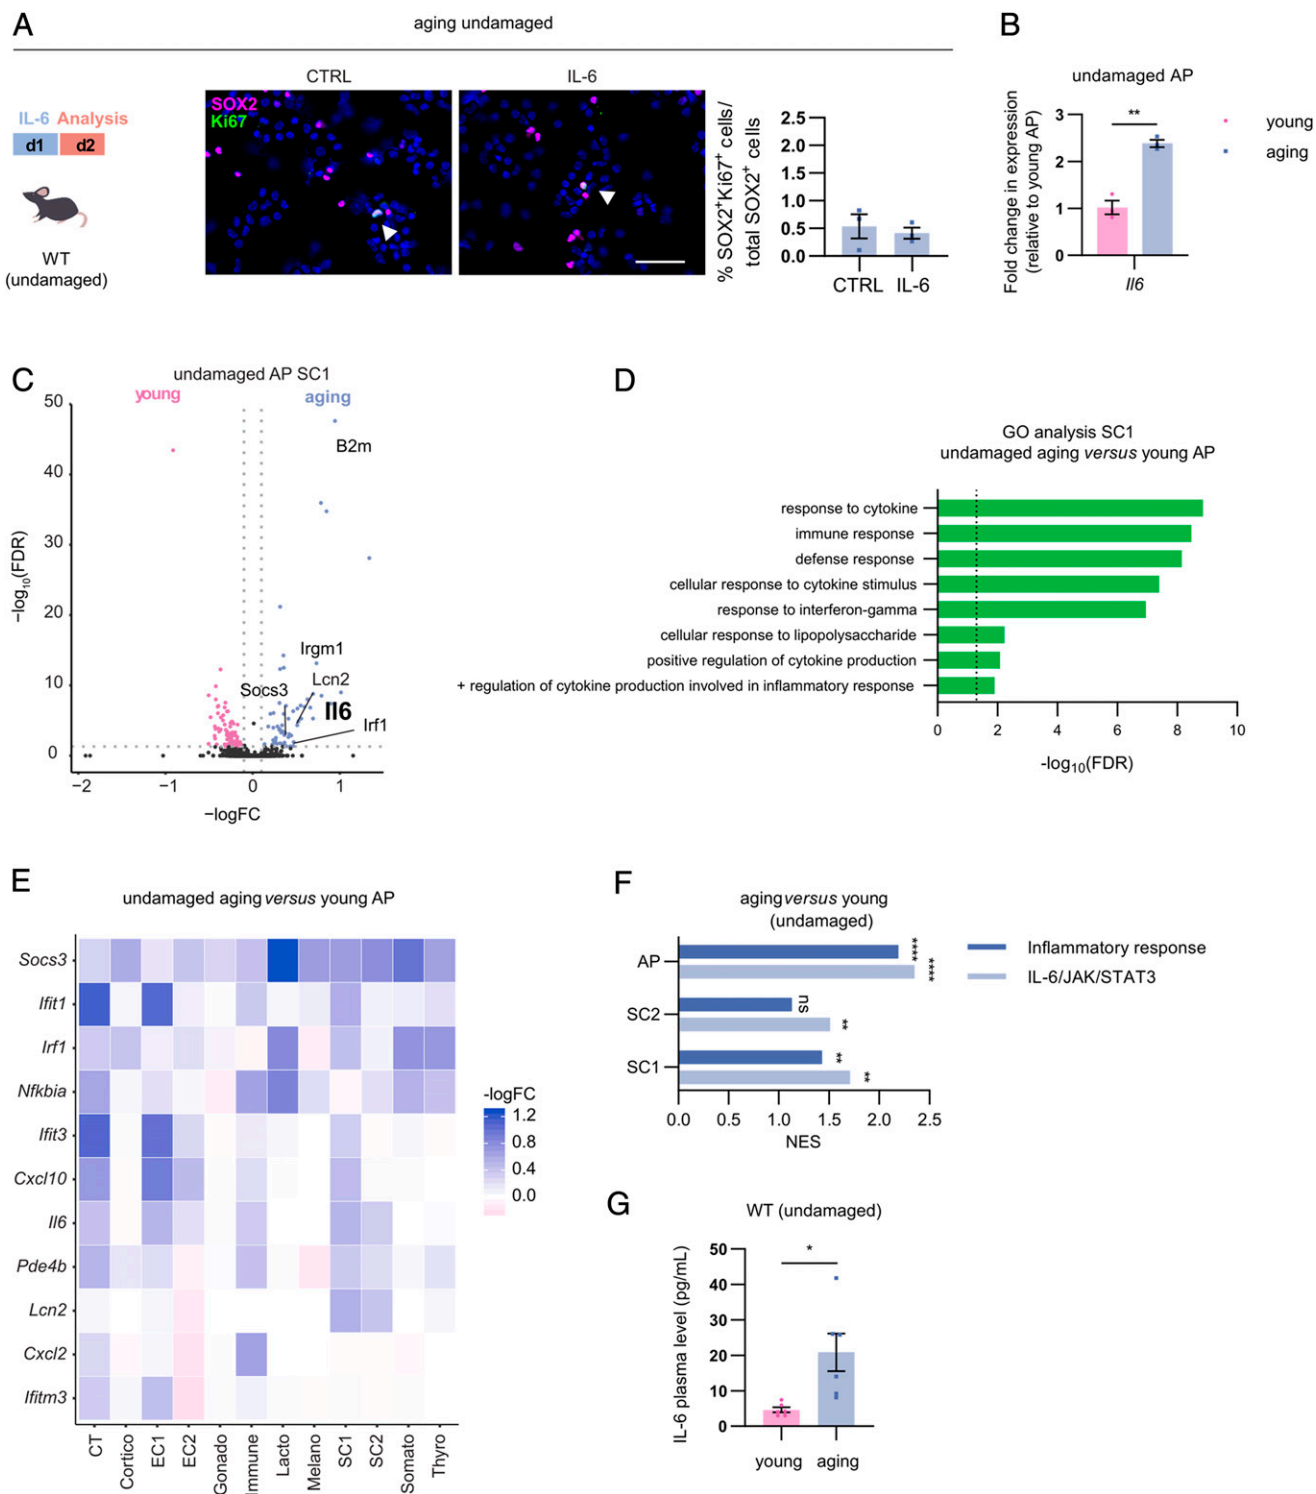 A
aging undamaged
CTRL
IL-6
IL-6 Analysis
d1 d2
WT
(undamaged)
SOX2
Ki67
% SOX2+Ki67+ cells/
total SOX2+ cells
2.5
2.0
1.5
1.0
0.5
0.0
CTRL IL-6
B
undamaged AP
Fold change in expression
(relative to young AP)
3
2
1
0
**
Il6
young
aging
C
undamaged AP SC1
young
aging
−log10(FDR)
50
40
30
20
10
0
B2m
Irgm1
Socs3
Lcn2
Il6
Irf1
−2 −1 0 1
−logFC
D
GO analysis SC1
undamaged aging versus young AP
response to cytokine
immune response
defense response
cellular response to cytokine stimulus
response to interferon-gamma
cellular response to lipopolysaccharide
positive regulation of cytokine production
+ regulation of cytokine production involved in inflammatory response
0 2 4 6 8 10
-log10(FDR)
E
undamaged aging versus young AP
Socs3
Ifit1
Irf1
Nfkbia
Ifit3
Cxcl10
Il6
Pde4b
Lcn2
Cxcl2
Ifitm3
CT Cortico EC1 EC2 Gonado Immune Lacto Melano SC1 SC2 Somato Thyro
-logFC
1.2
0.8
0.4
0.0
F
aging versus young
(undamaged)
AP
SC2
SC1
****
****
ns
**
**
**
0.0 0.5 1.0 1.5 2.0 2.5
NES
Inflammatory response
IL-6/JAK/STAT3
G
WT (undamaged)
IL-6 plasma level (pg/mL)
50
40
30
20
10
0
*
young aging